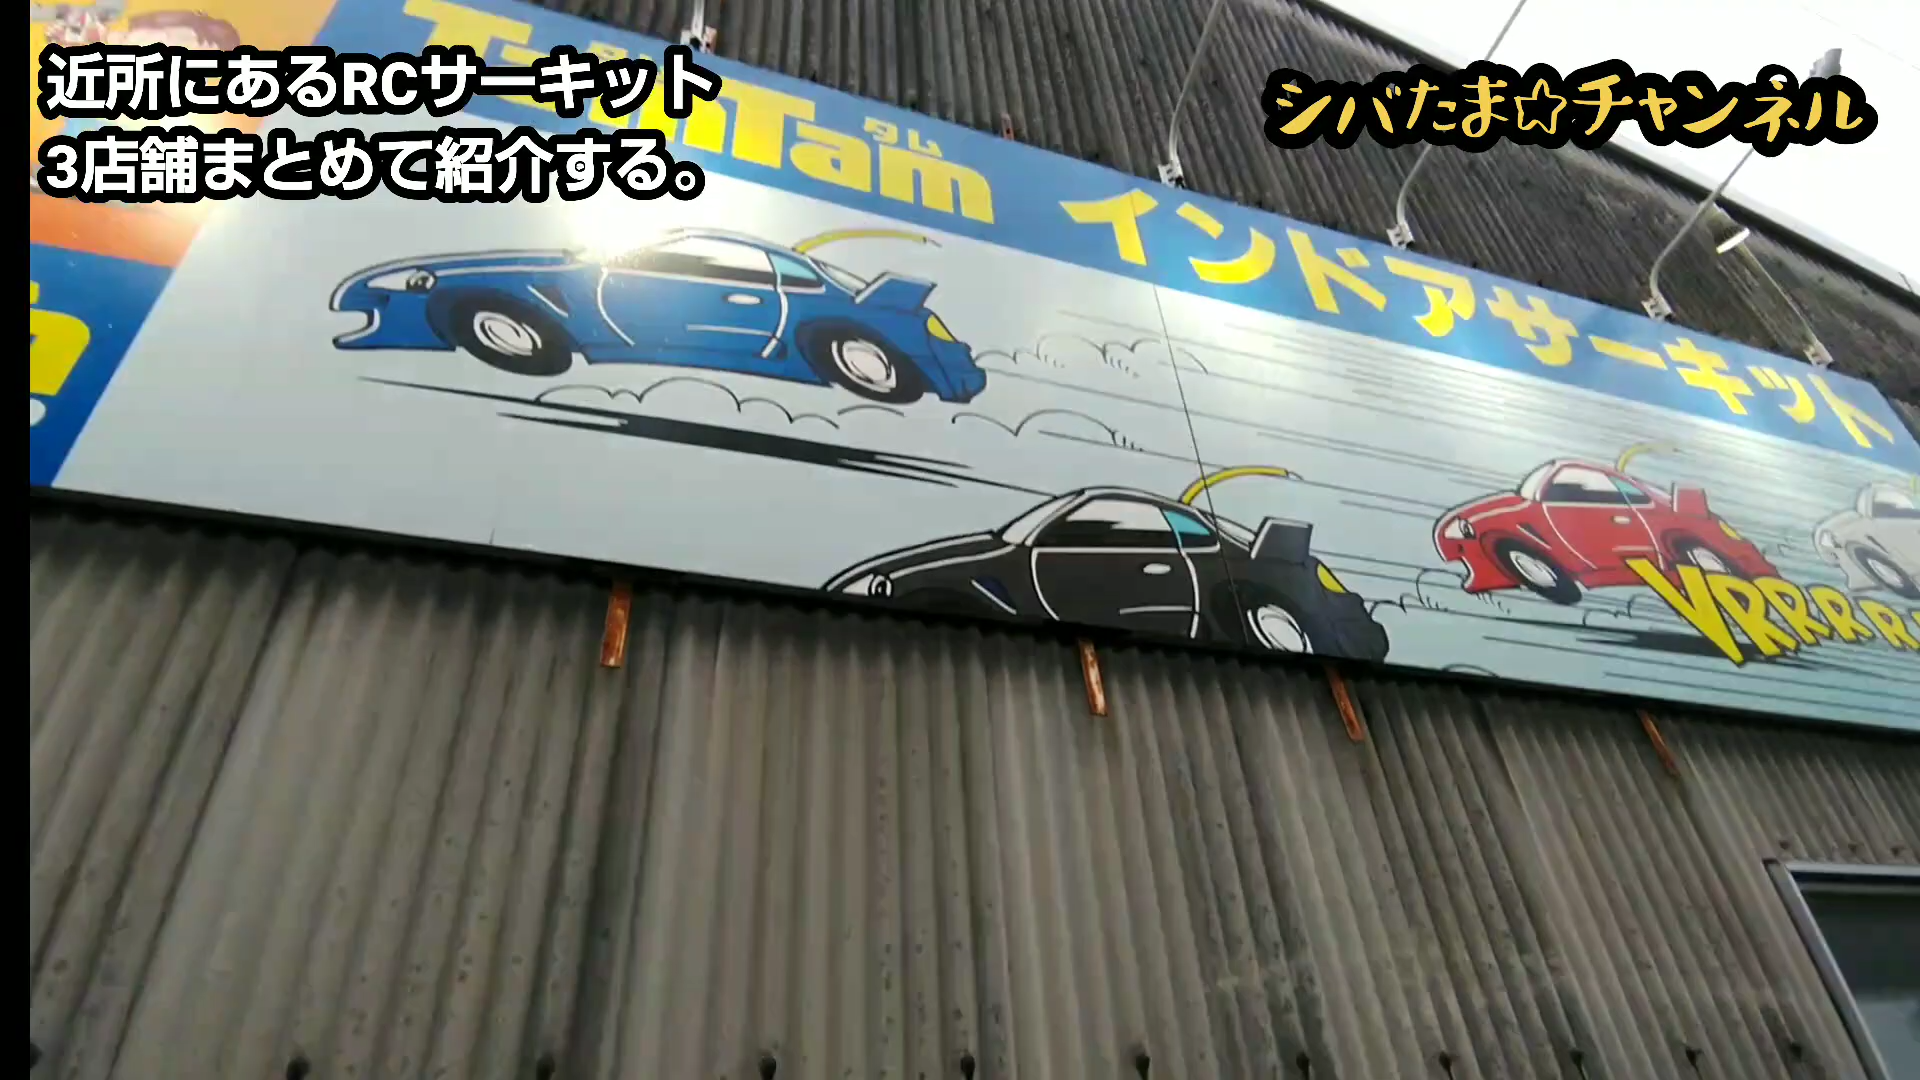 近所にあるRCサーキット
3店舗まとめて紹介する。
シバたま☆チャンネル
TamTam
タム
インドアサーキット